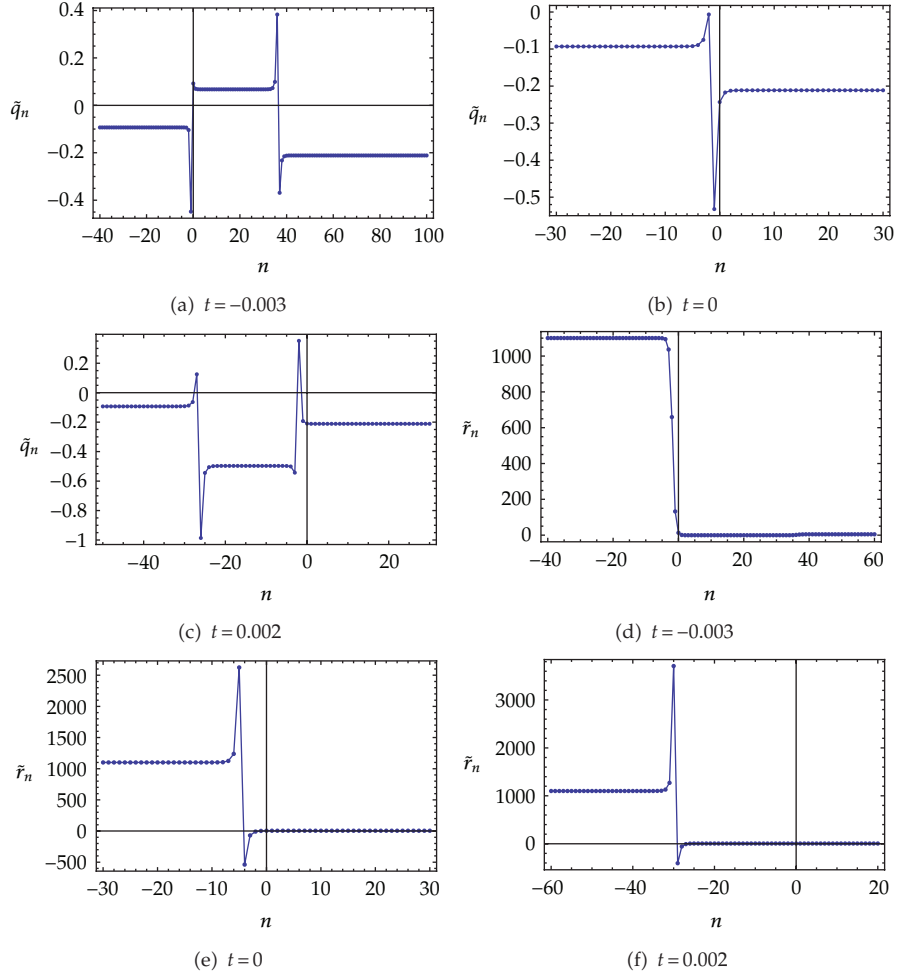 0.4
0.2
0
−0.2
−0.4
q̃ₙ
−40 −20 0 20 40 60 80 100
n
(a) t = −0.003
0
−0.1
−0.2
−0.3
−0.4
−0.5
q̃ₙ
−30 −20 −10 0 10 20 30
n
(b) t = 0
0.2
0
−0.2
−0.4
−0.6
−0.8
−1
q̃ₙ
−40 −20 0 20
n
(c) t = 0.002
1000
800
600
400
200
0
r̃ₙ
−40 −20 0 20 40 60
n
(d) t = −0.003
2500
2000
1500
1000
500
0
−500
r̃ₙ
−30 −20 −10 0 10 20 30
n
(e) t = 0
3000
2000
1000
0
r̃ₙ
−60 −40 −20 0 20
n
(f) t = 0.002